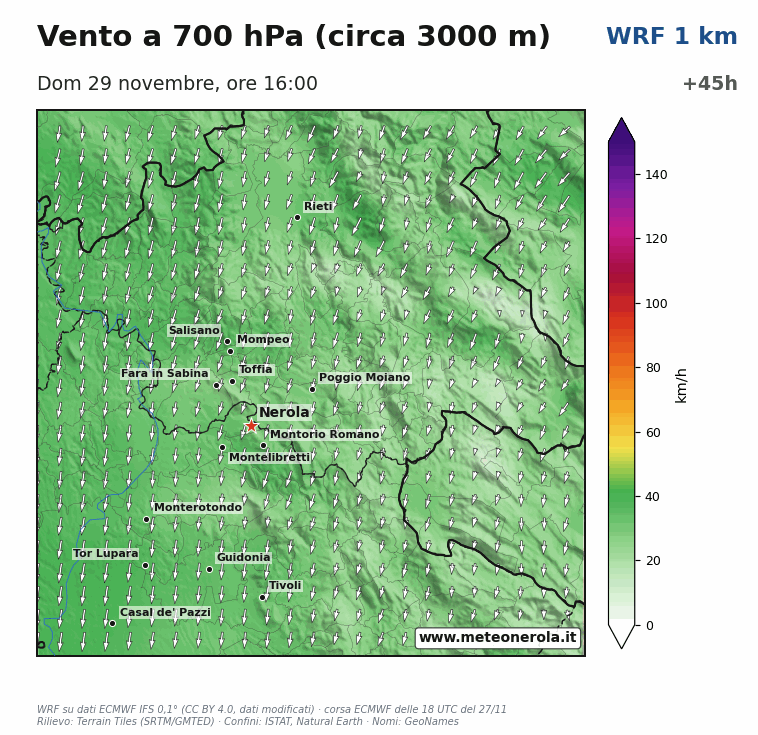 Vento a 700 hPa (circa 3000 m)
WRF 1 km
Dom 29 novembre, ore 16:00
+45h
Rieti
Salisano
Mompeo
Toffia
Fara in Sabina
Poggio Moiano
Nerola
Montorio Romano
Montelibretti
Monterotondo
Tor Lupara
Guidonia
Tivoli
Casal de' Pazzi
www.meteonerola.it
140
120
100
80
60
40
20
0
km/h
WRF su dati ECMWF IFS 0,1° (CC BY 4.0, dati modificati) · corsa ECMWF delle 18 UTC del 27/11
Rilievo: Terrain Tiles (SRTM/GMTED) · Confini: ISTAT, Natural Earth · Nomi: GeoNames